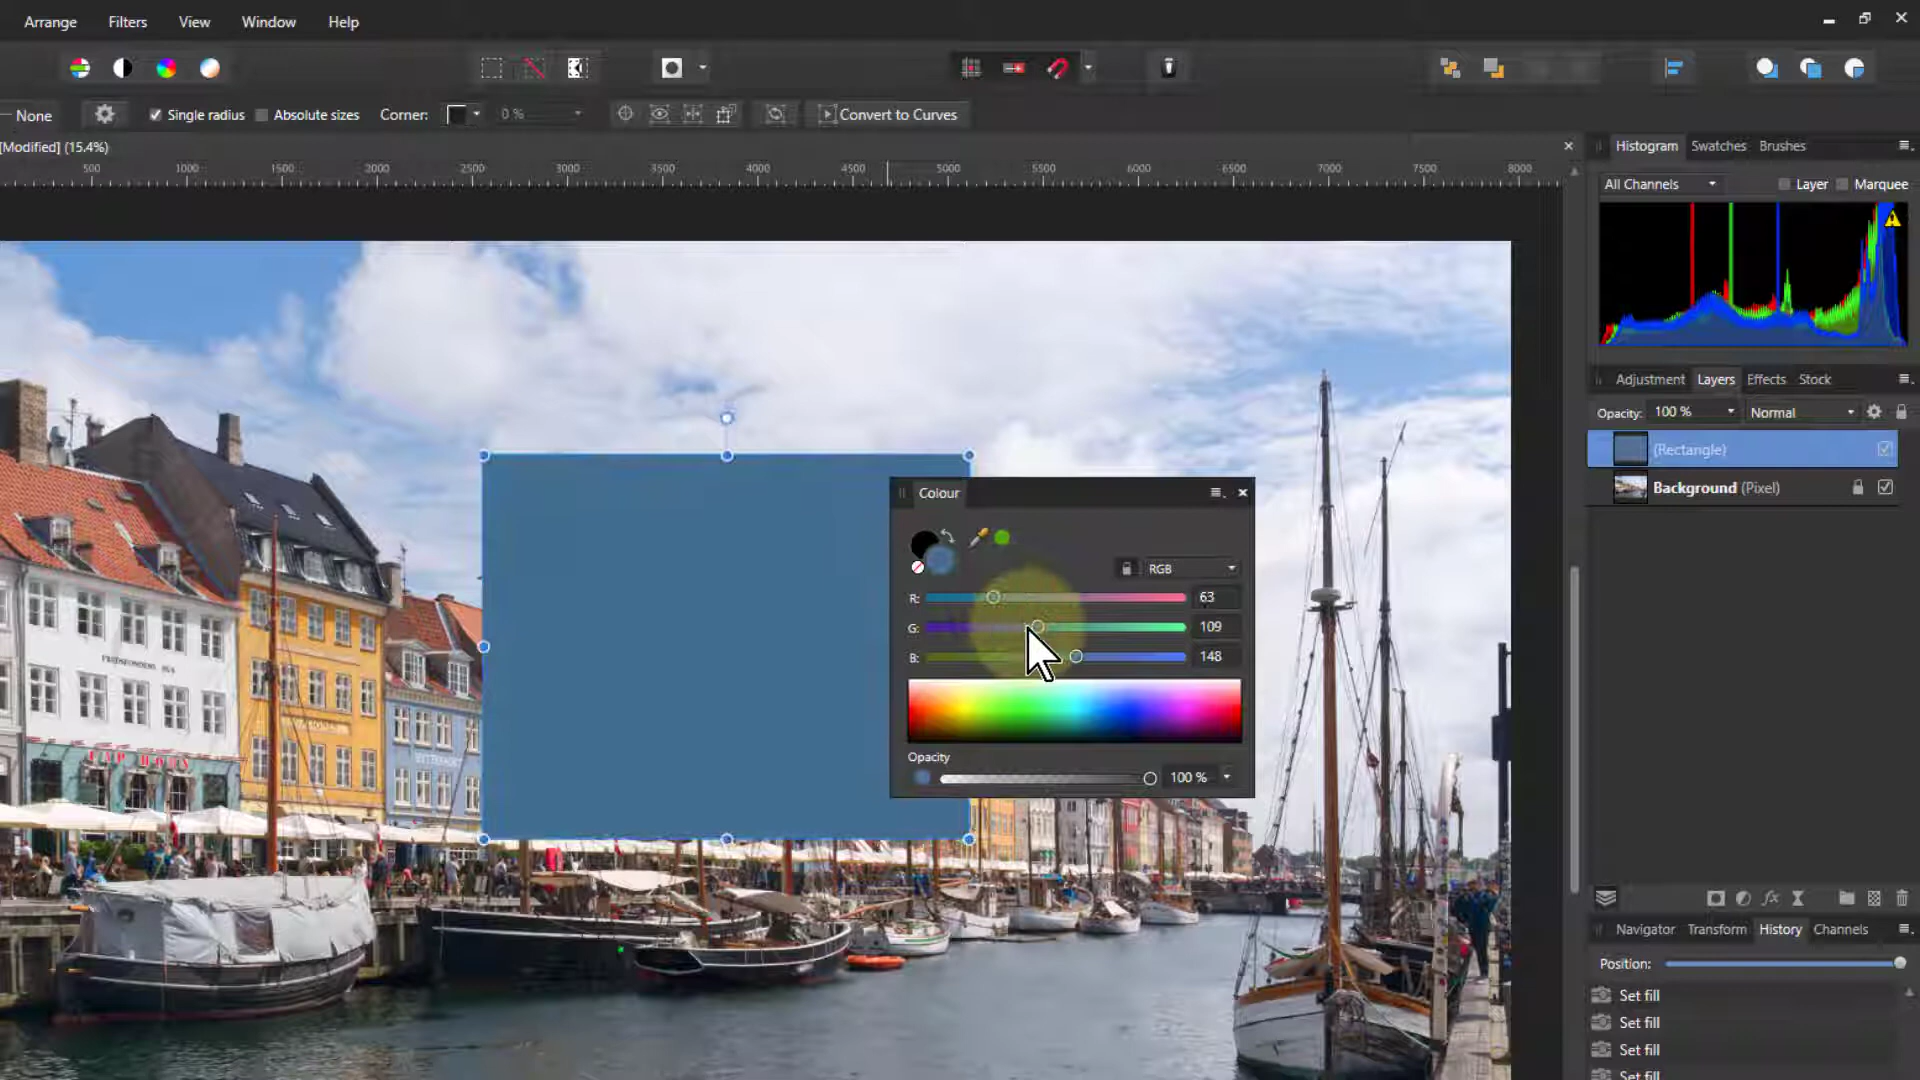 Arrange Filters View Window Help
None Single radius Absolute sizes Corner: 0 % Convert to Curves
[Modified] (15.4%)
Histogram Swatches Brushes
500 1000 1500 2000 2500 3000 3500 4000 4500 5000 5500 6000 6500 7000 7500 8000
All Channels Layer Marquee
Adjustment Layers Effects Stock
Opacity: 100 % Normal
(Rectangle)
Background (Pixel)
Colour
RGB
R: 63
G: 109
B: 148
Opacity
100 %
CAP HORN
Navigator Transform History Channels
Position:
Set fill
Set fill
Set fill
Set fill